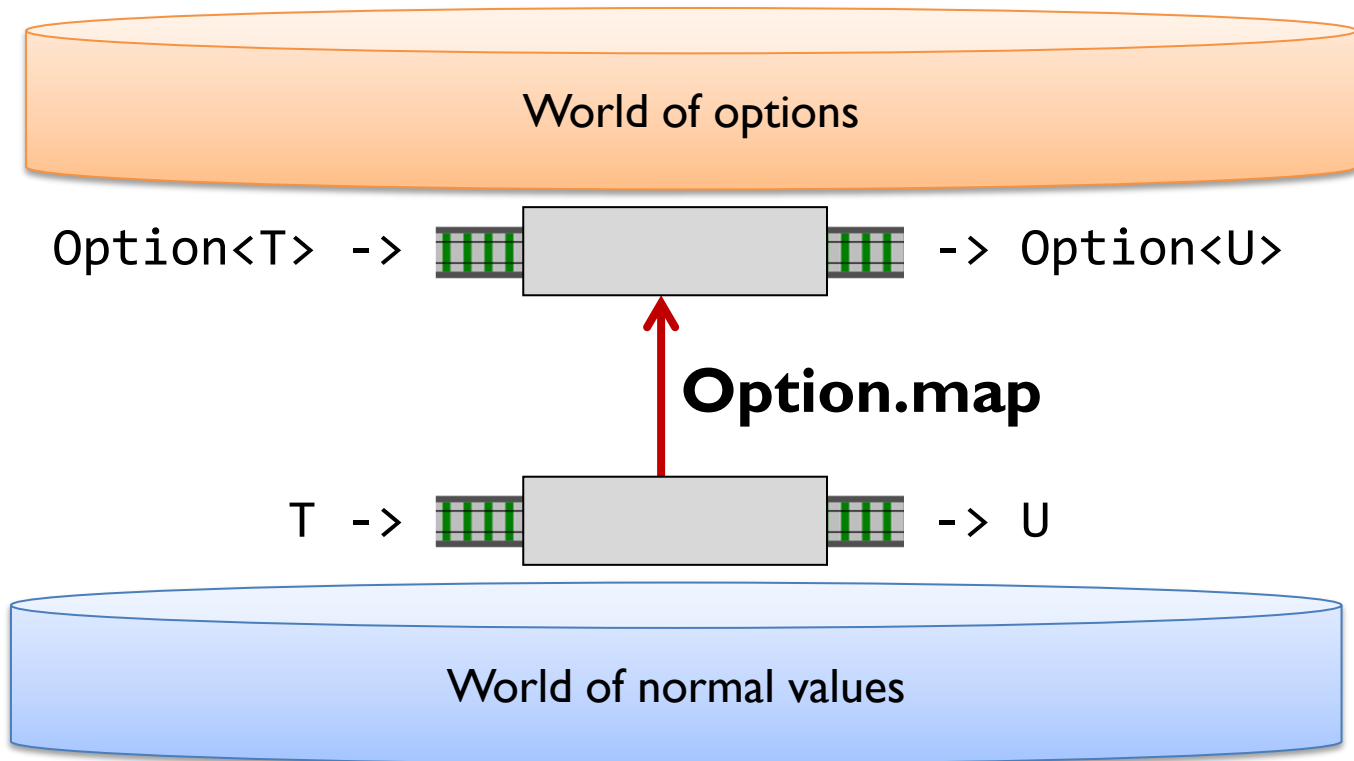 World of options
Option<T> -> -> Option<U>
Option.map
T -> -> U
World of normal values